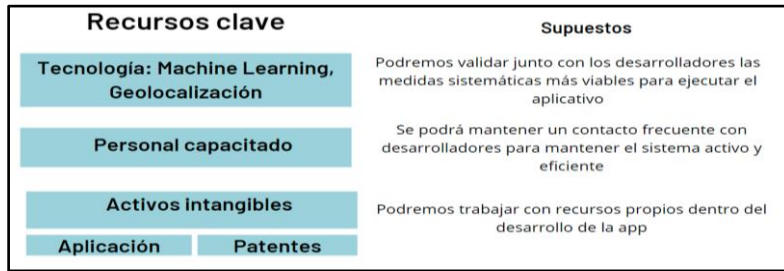 Recursos clave
Supuestos
Tecnología: Machine Learning,
Geolocalización
Podremos validar junto con los desarrolladores las
medidas sistemáticas más viables para ejecutar el
aplicativo
Personal capacitado
Se podrá mantener un contacto frecuente con
desarrolladores para mantener el sistema activo y
eficiente
Activos intangibles
Podremos trabajar con recursos propios dentro del
desarrollo de la app
Aplicación
Patentes